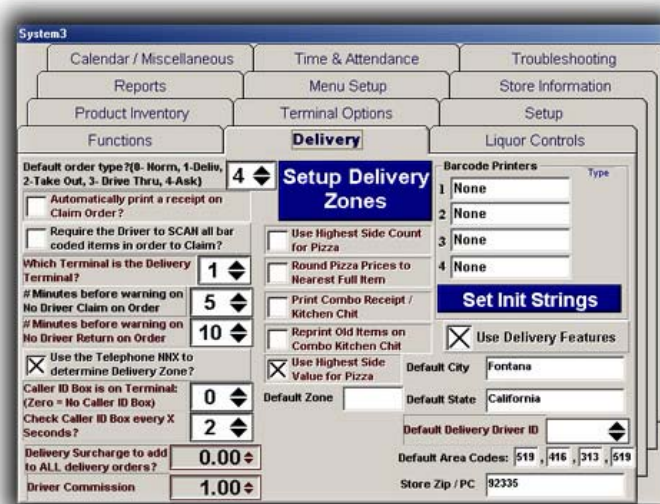 System3
Calendar / Miscellaneous
Time & Attendance
Troubleshooting
Reports
Menu Setup
Store Information
Product Inventory
Terminal Options
Setup
Functions
Delivery
Liquor Controls
Default order type?(0- Norm, 1-Deliv,
2-Take Out, 3- Drive Thru, 4-Ask)
4
Automatically print a receipt on
Claim Order?
Require the Driver to SCAN all bar
coded items in order to Claim?
Which Terminal is the Delivery
Terminal?
1
# Minutes before warning on
No Driver Claim on Order
5
# Minutes before warning on
No Driver Return on Order
10
Use the Telephone NNX to
determine Delivery Zone?
Caller ID Box is on Terminal:
(Zero = No Caller ID Box)
0
Check Caller ID Box every X
Seconds?
2
Delivery Surcharge to add
to ALL delivery orders?
0.00
Driver Commission
1.00
Setup Delivery
Zones
Use Highest Side Count
for Pizza
Round Pizza Prices to
Nearest Full Item
Print Combo Receipt /
Kitchen Chit
Reprint Old Items on
Combo Kitchen Chit
Use Highest Side
Value for Pizza
Default Zone
Barcode Printers
Type
1 None
2 None
3 None
4 None
Set Init Strings
Use Delivery Features
Default City Fontana
Default State California
Default Delivery Driver ID
Default Area Codes: 519 , 416 , 313 , 519
Store Zip / PC 92335